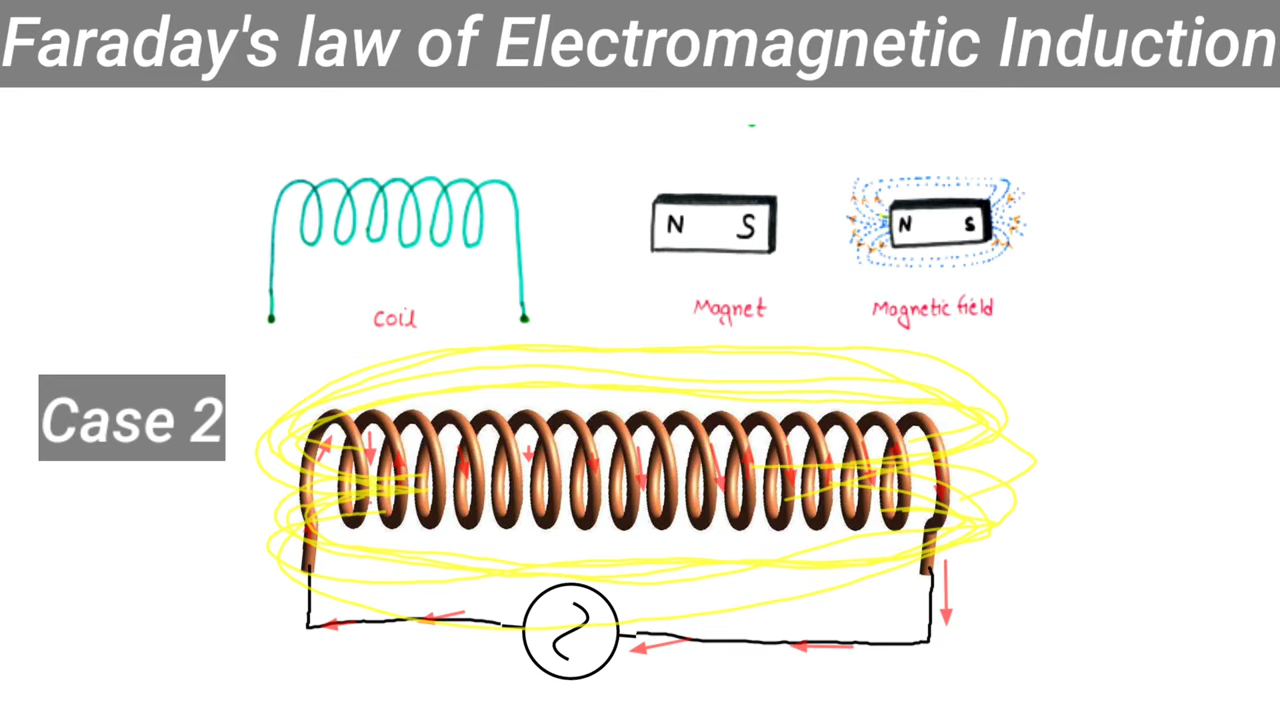 Faraday's law of Electromagnetic Induction
N S
N S
Coil
Magnet
Magnetic field
Case 2